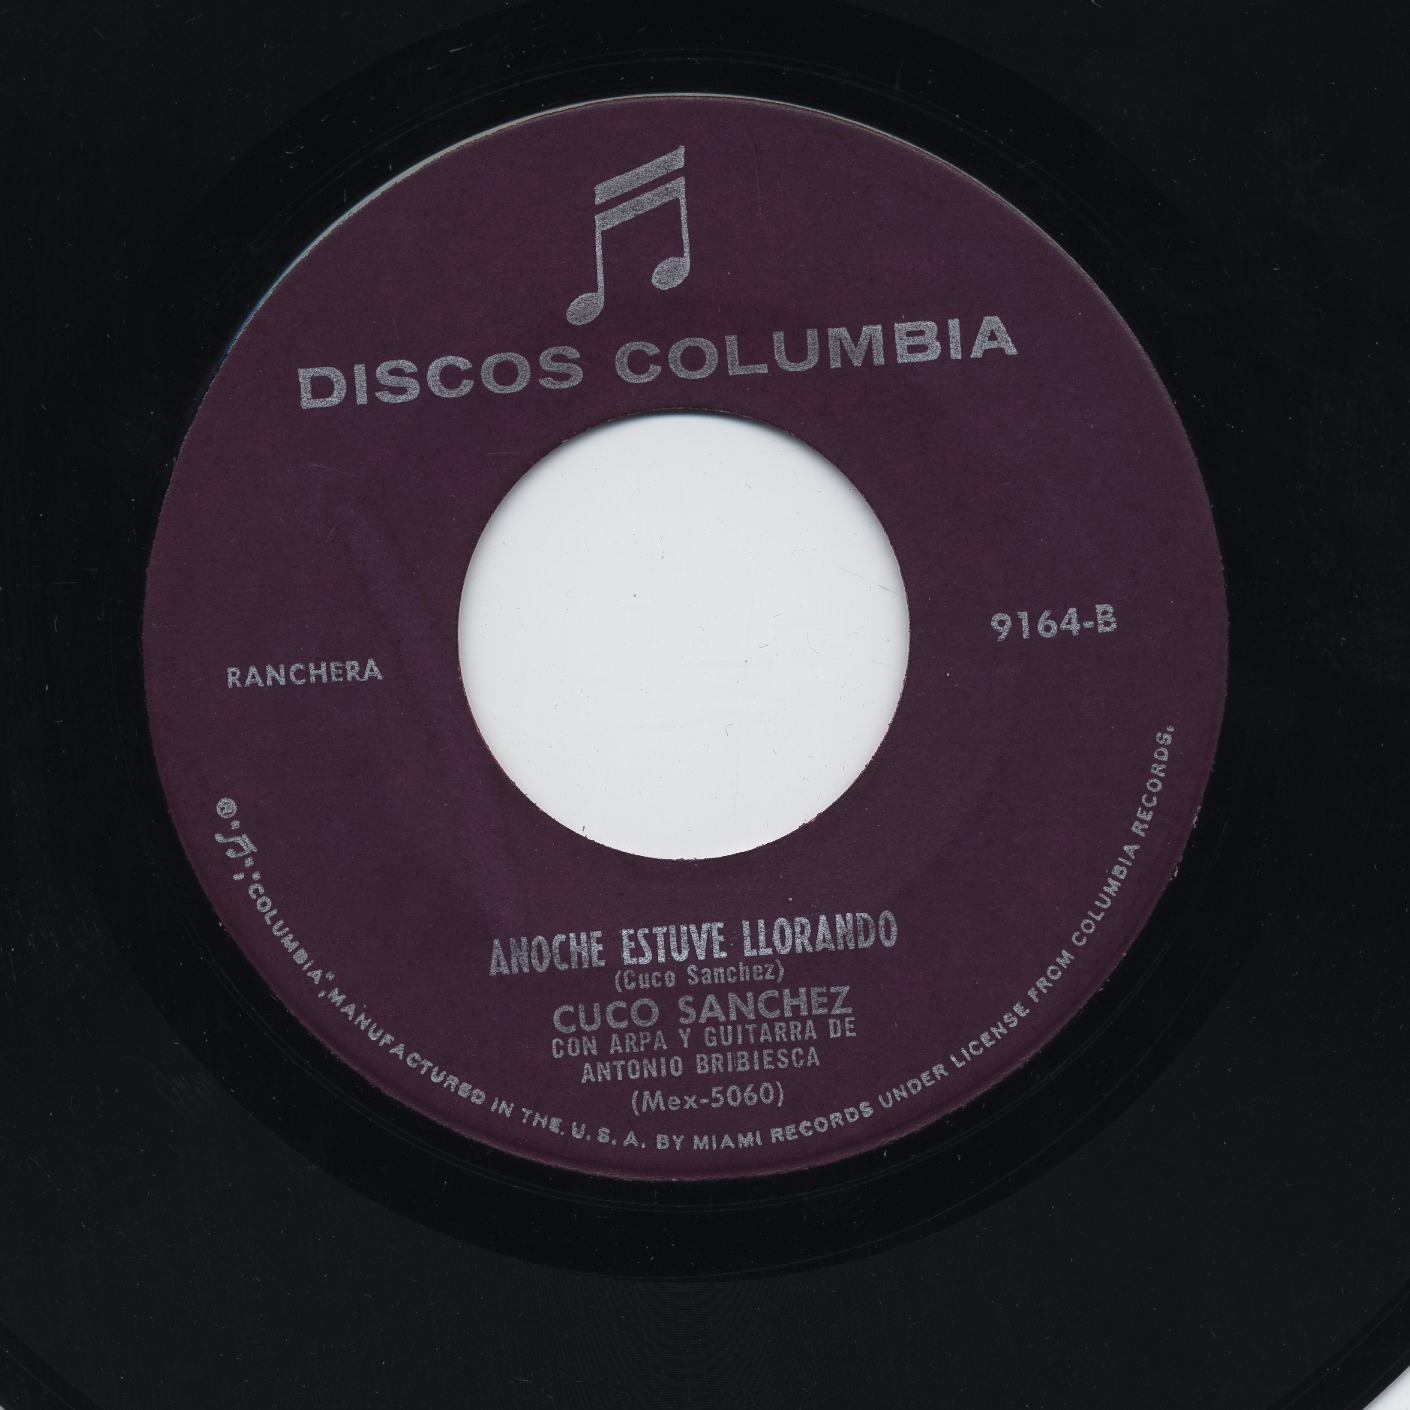 DISCOS COLUMBIA
RANCHERA
9164-B
ANOCHE ESTUVE LLORANDO
(Cuco Sanchez)
CUCO SANCHEZ
CON ARPA Y GUITARRA DE
ANTONIO BRIBIESCA
(Mex-5060)
® "♫", "COLUMBIA", MANUFACTURED IN THE. U. S. A. BY MIAMI RECORDS UNDER LICENSE FROM COLUMBIA RECORDS.